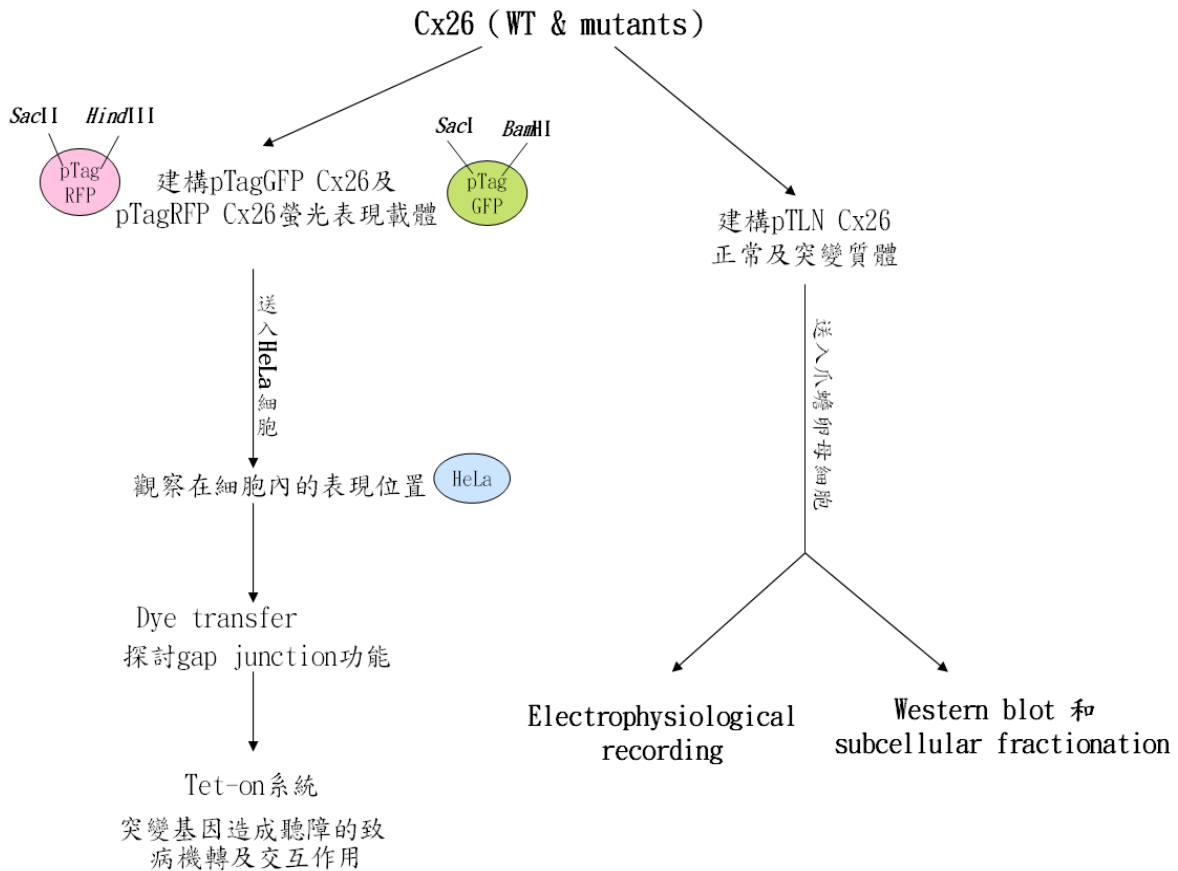 Cx26（WT & mutants）
SacII HindIII
pTag
RFP
建構pTagGFP Cx26及
pTagRFP Cx26螢光表現載體
SacI BamHI
pTag
GFP
送入HeLa細胞
觀察在細胞內的表現位置
HeLa
Dye transfer
探討gap junction功能
Tet-on系統
突變基因造成聽障的致
病機轉及交互作用
建構pTLN Cx26
正常及突變質體
送入爪蟾卵母細胞
Electrophysiological
recording
Western blot 和
subcellular fractionation